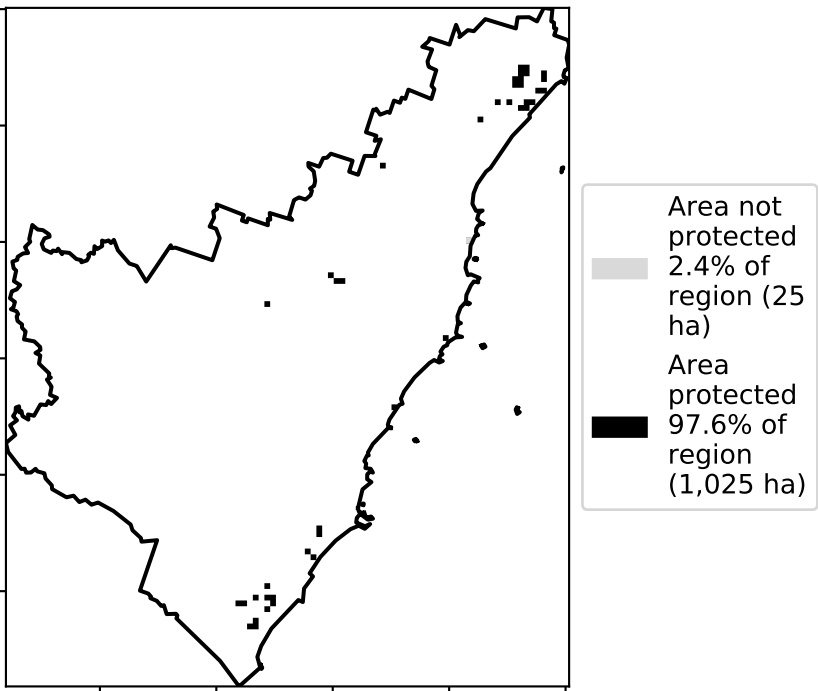 Area not
protected
2.4% of
region (25
ha)
Area
protected
97.6% of
region
(1,025 ha)